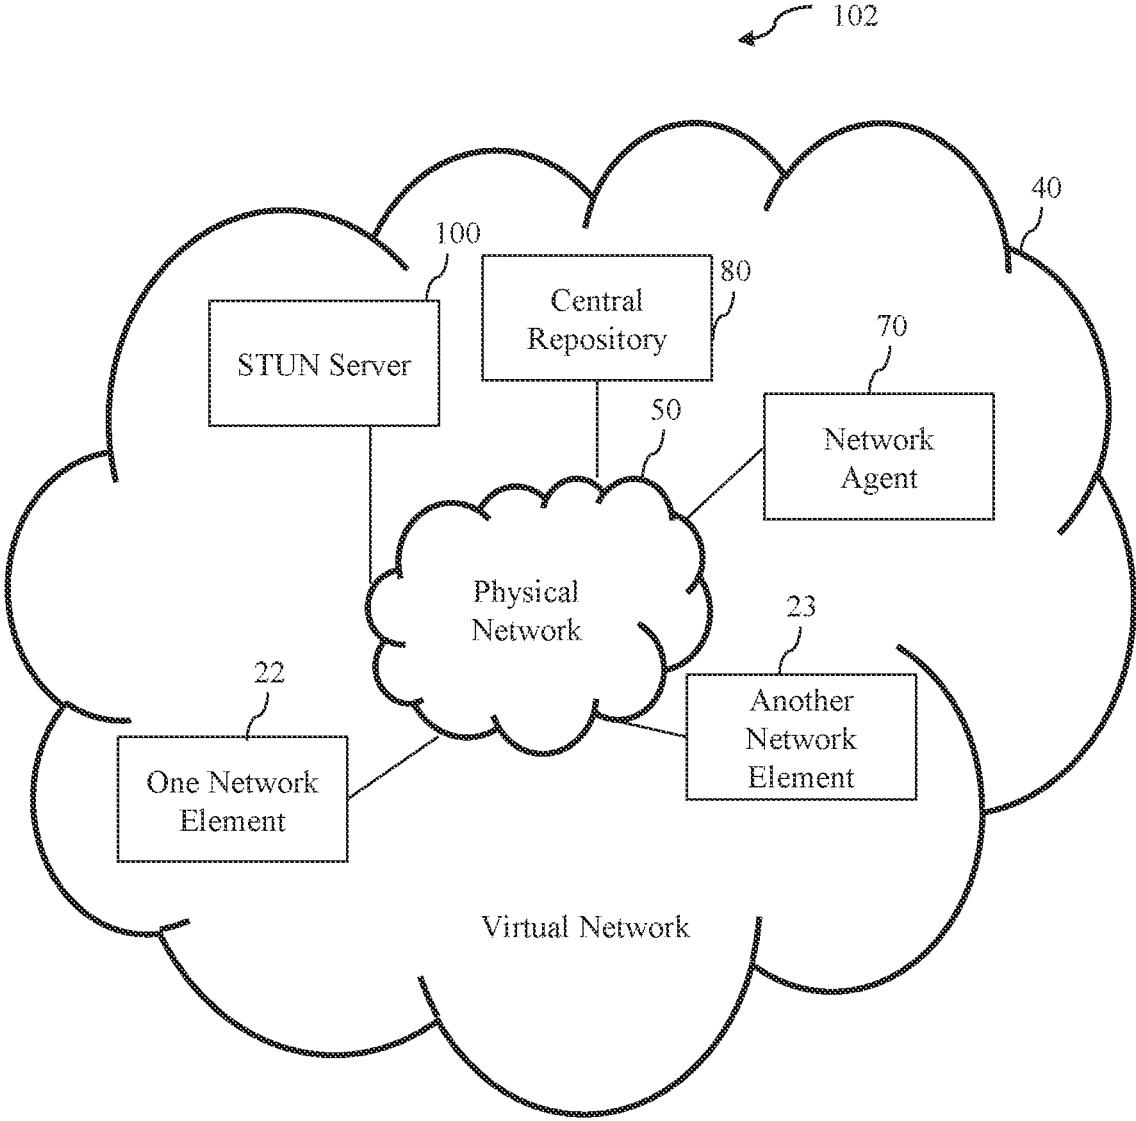 102
40
100
80
Central
Repository
STUN Server
70
50
Network
Agent
Physical
Network
23
22
Another
Network
Element
One Network
Element
Virtual Network